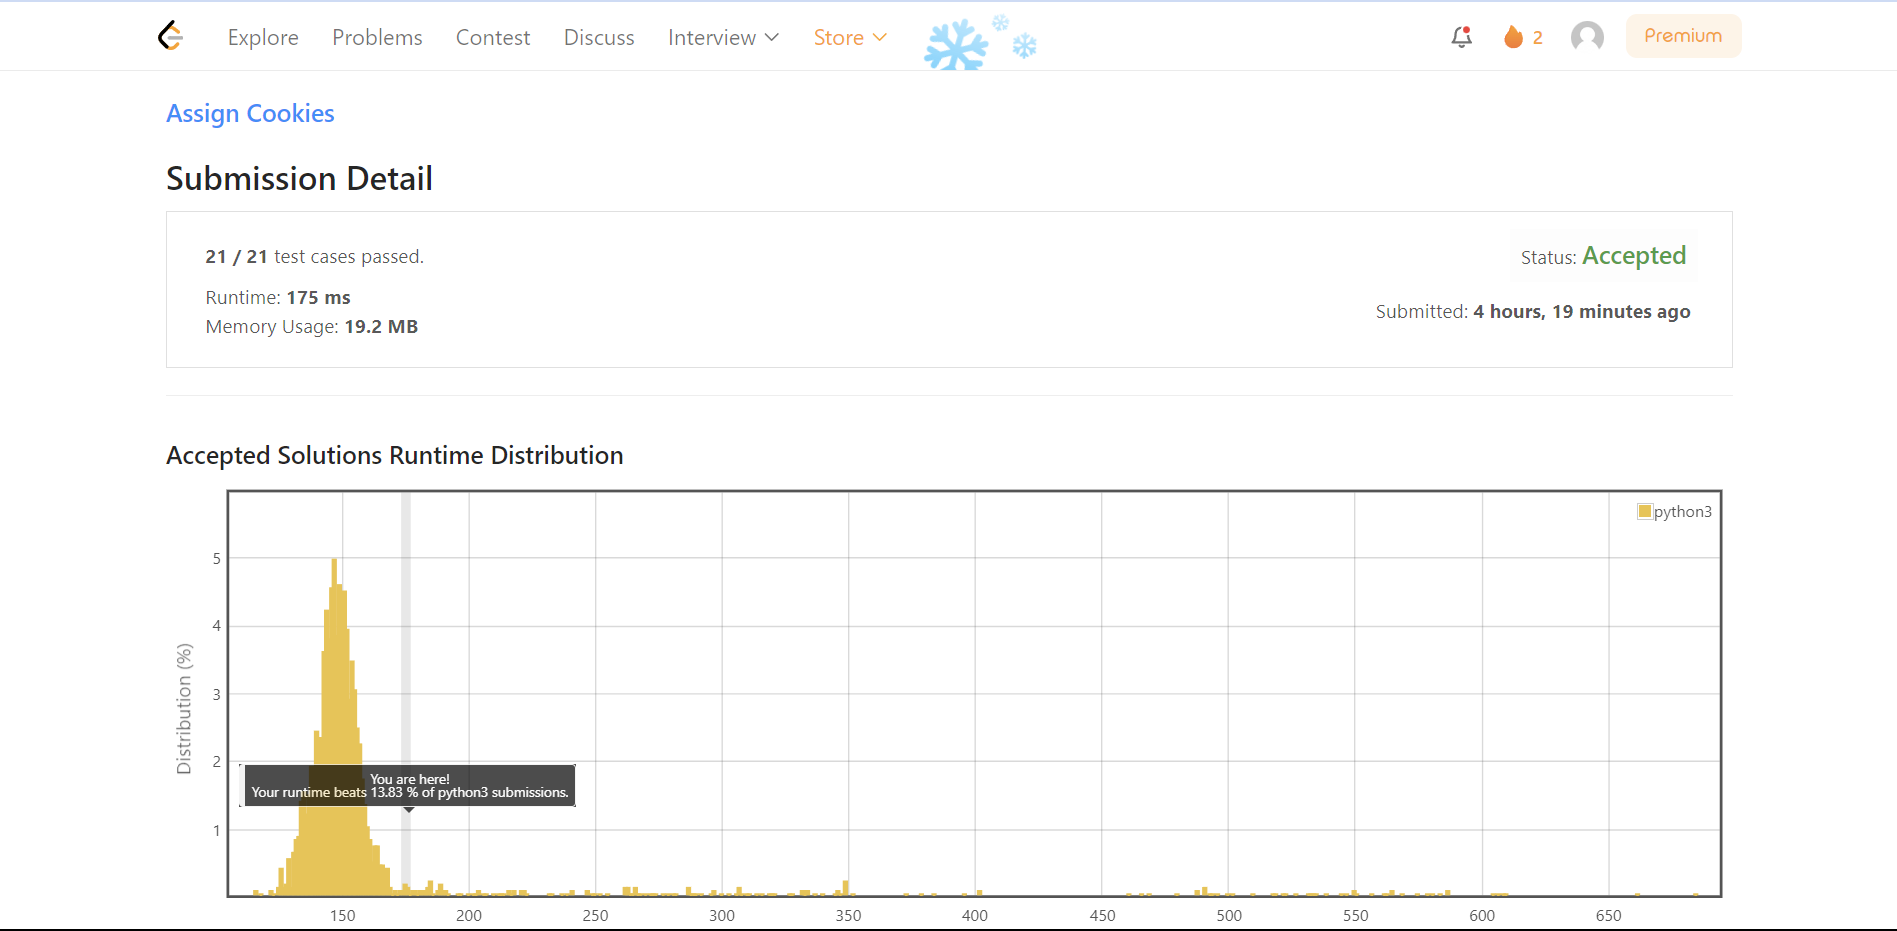 Explore Problems Contest Discuss Interview Store 2 Premium
Assign Cookies
Submission Detail
21 / 21 test cases passed.
Status: Accepted
Runtime: 175 ms
Submitted: 4 hours, 19 minutes ago
Memory Usage: 19.2 MB
Accepted Solutions Runtime Distribution
python3
Distribution (%)
5
4
3
2
1
You are here!
Your runtime beats 13.83 % of python3 submissions.
150 200 250 300 350 400 450 500 550 600 650